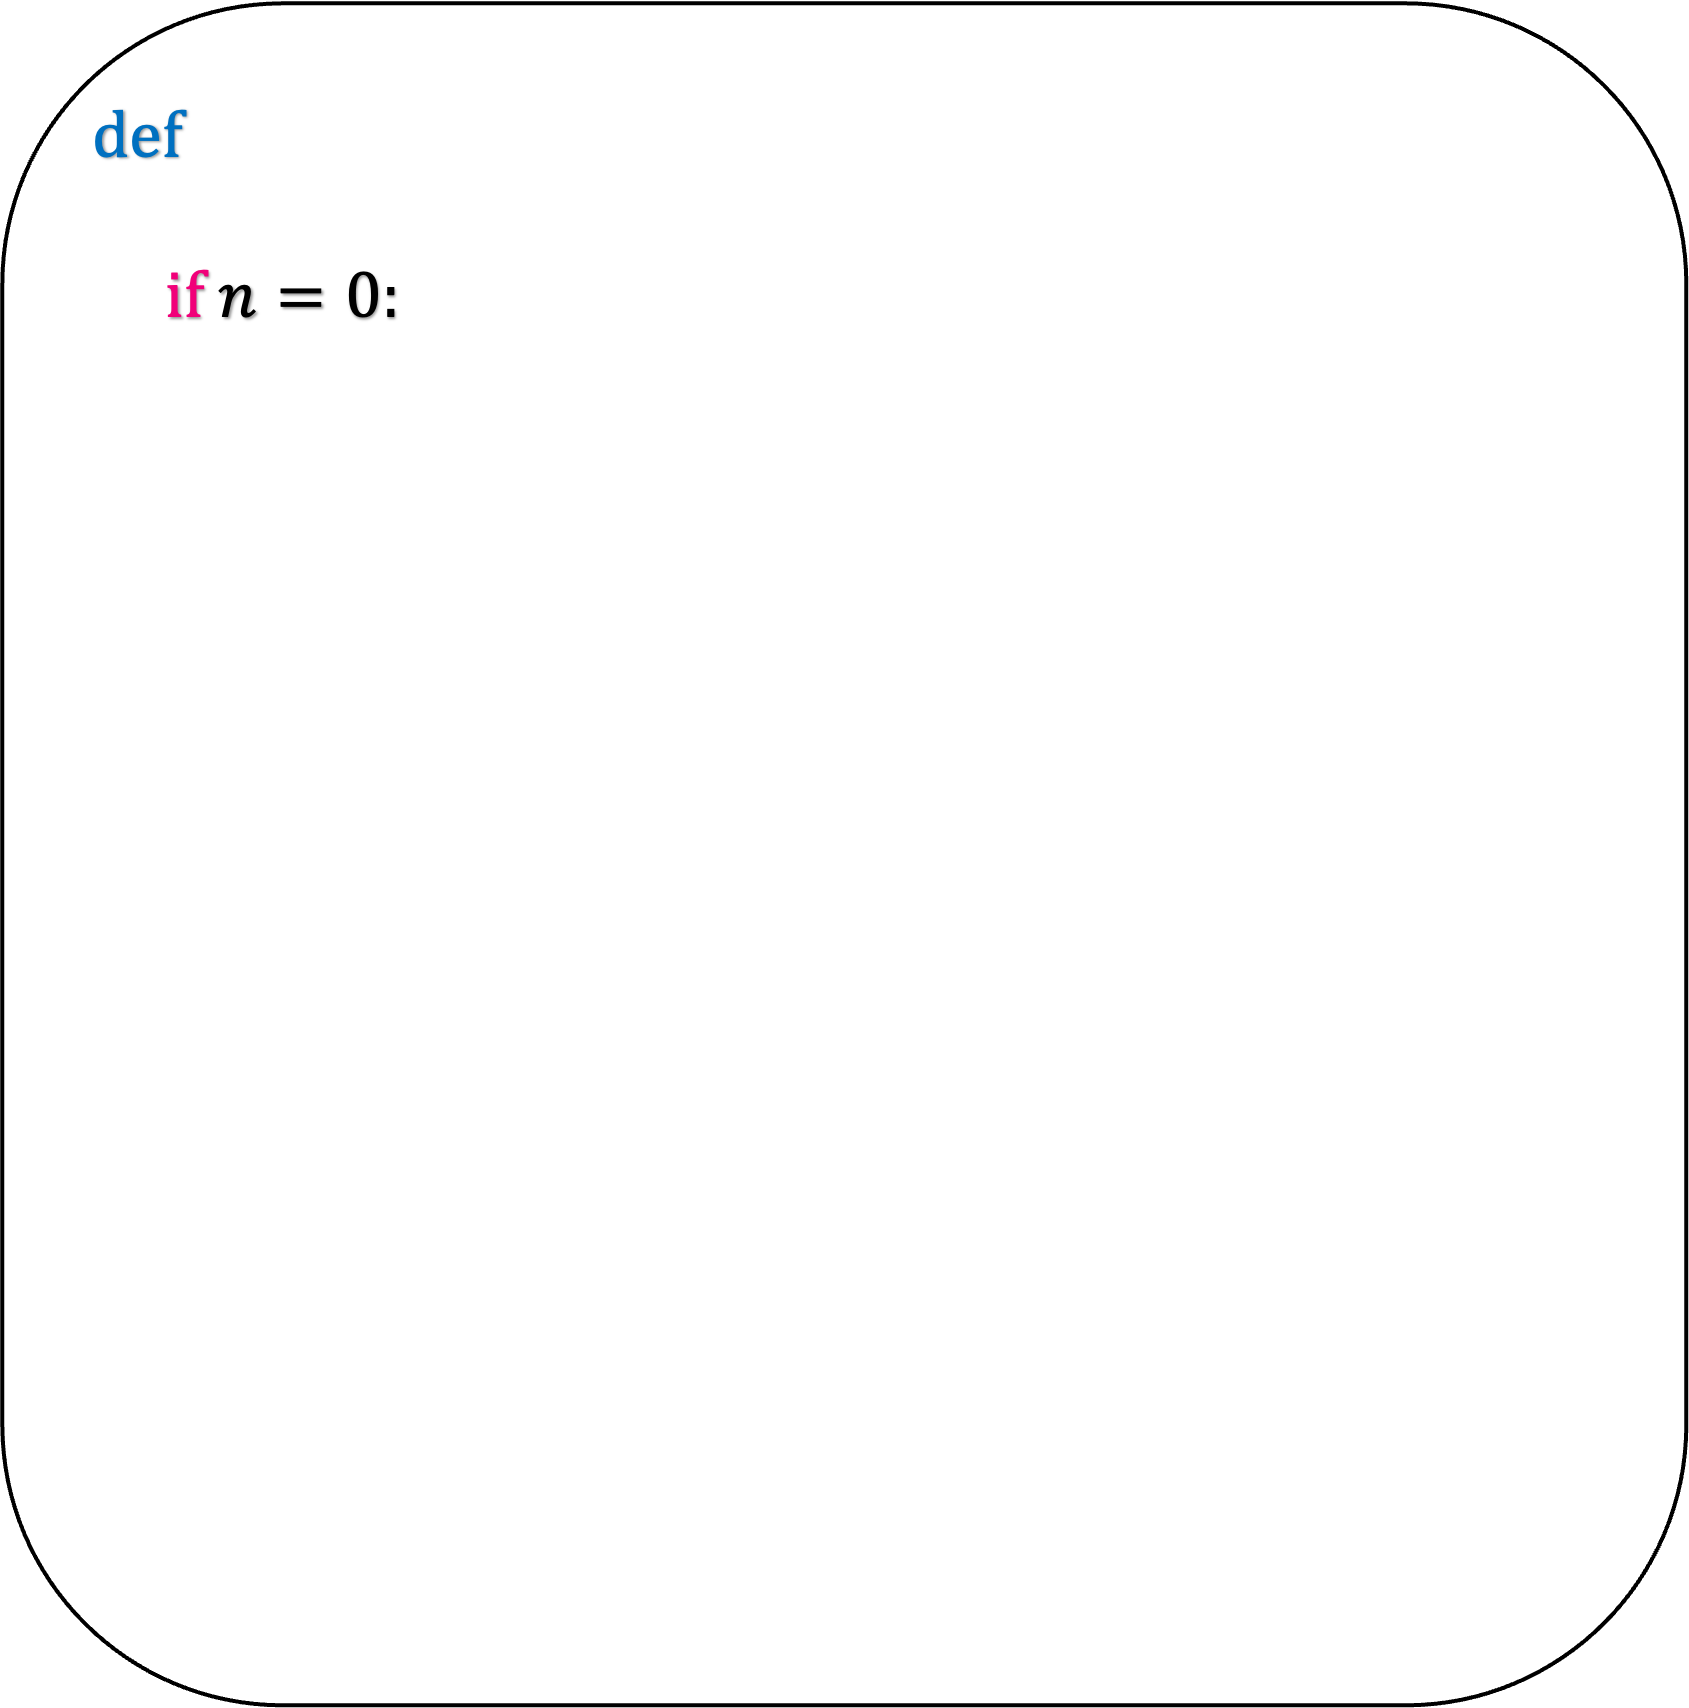 def
if n = 0: